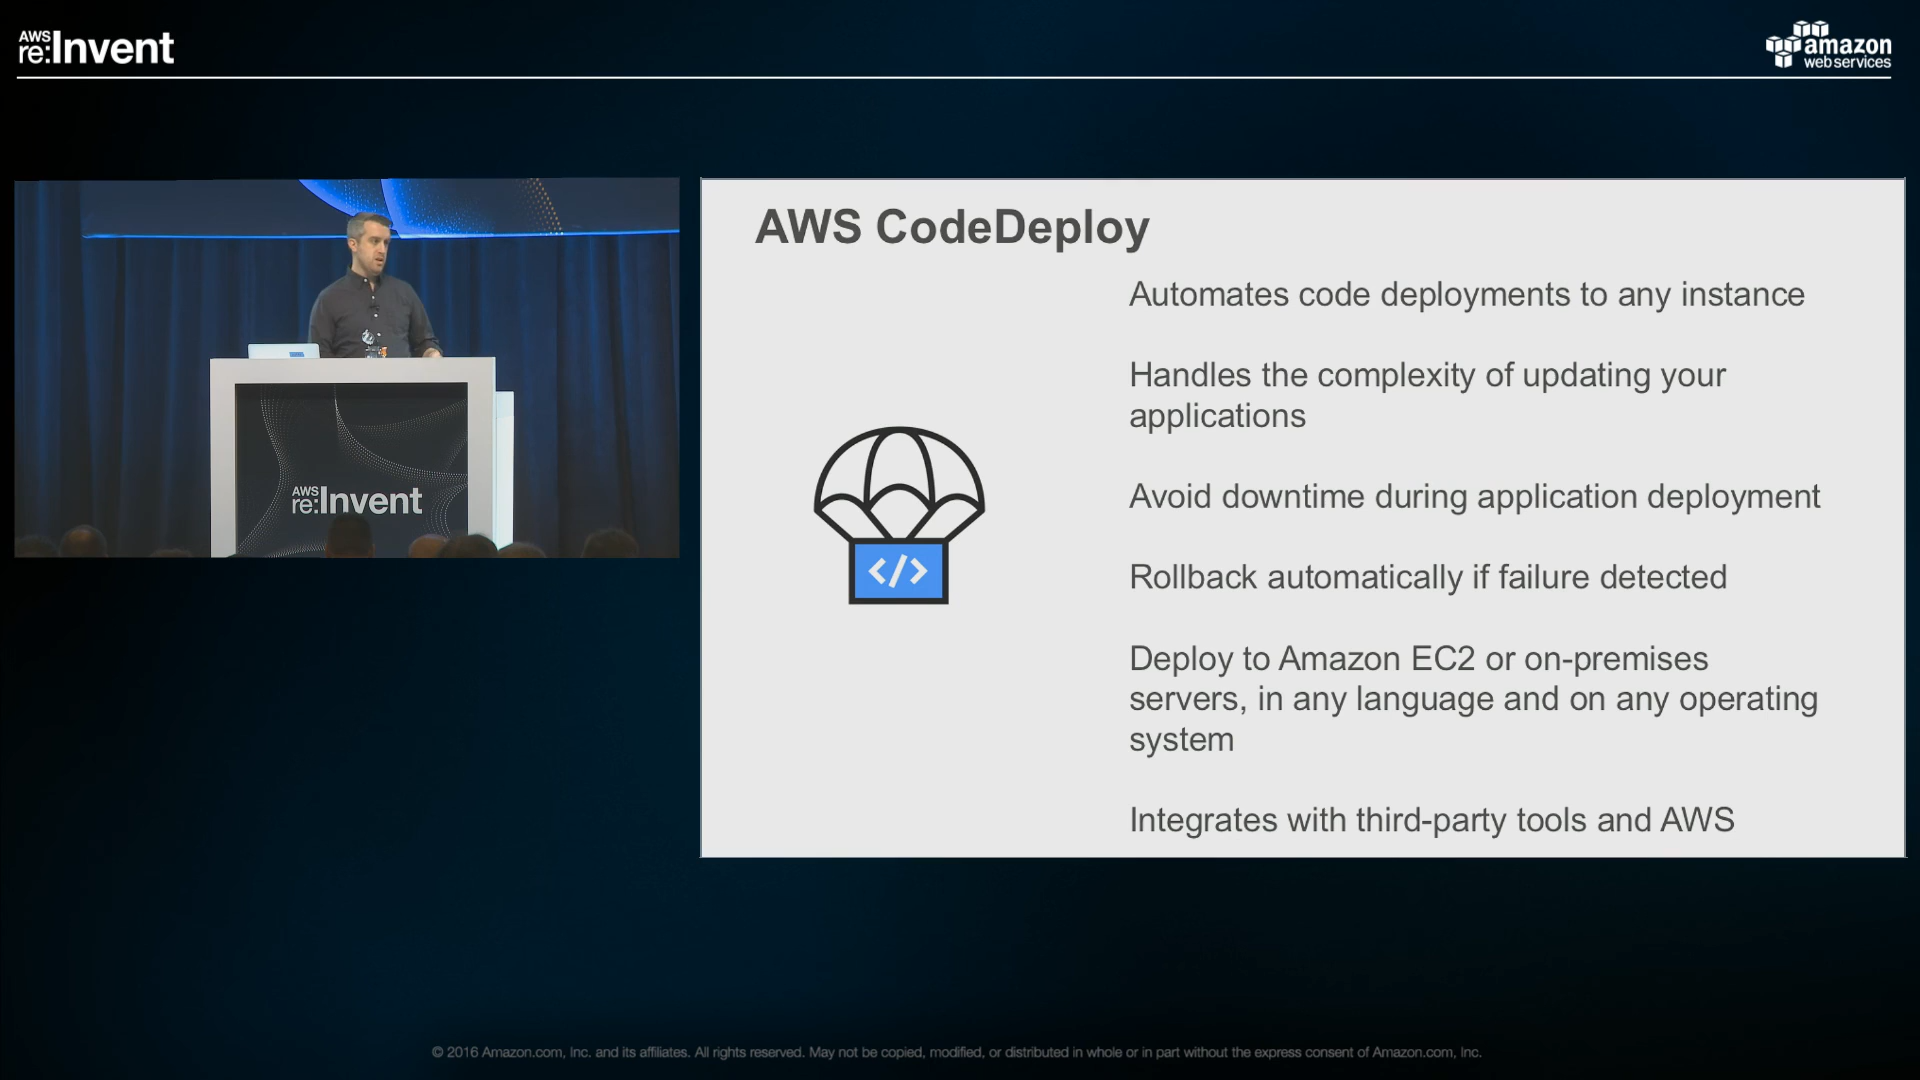 AWS
re:Invent
amazon
webservices
AWS CodeDeploy
Automates code deployments to any instance
Handles the complexity of updating your
applications
Avoid downtime during application deployment
Rollback automatically if failure detected
Deploy to Amazon EC2 or on-premises
servers, in any language and on any operating
system
Integrates with third-party tools and AWS
</>
AWS
re:Invent
© 2016 Amazon.com, Inc. and its affiliates. All rights reserved. May not be copied, modified, or distributed in whole or in part without the express consent of Amazon.com, Inc.